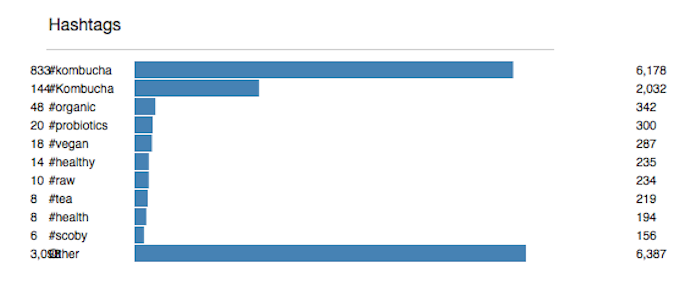 Hashtags
833 #kombucha 6,178
144 #Kombucha 2,032
48 #organic 342
20 #probiotics 300
18 #vegan 287
14 #healthy 235
10 #raw 234
8 #tea 219
8 #health 194
6 #scoby 156
Other 6,387